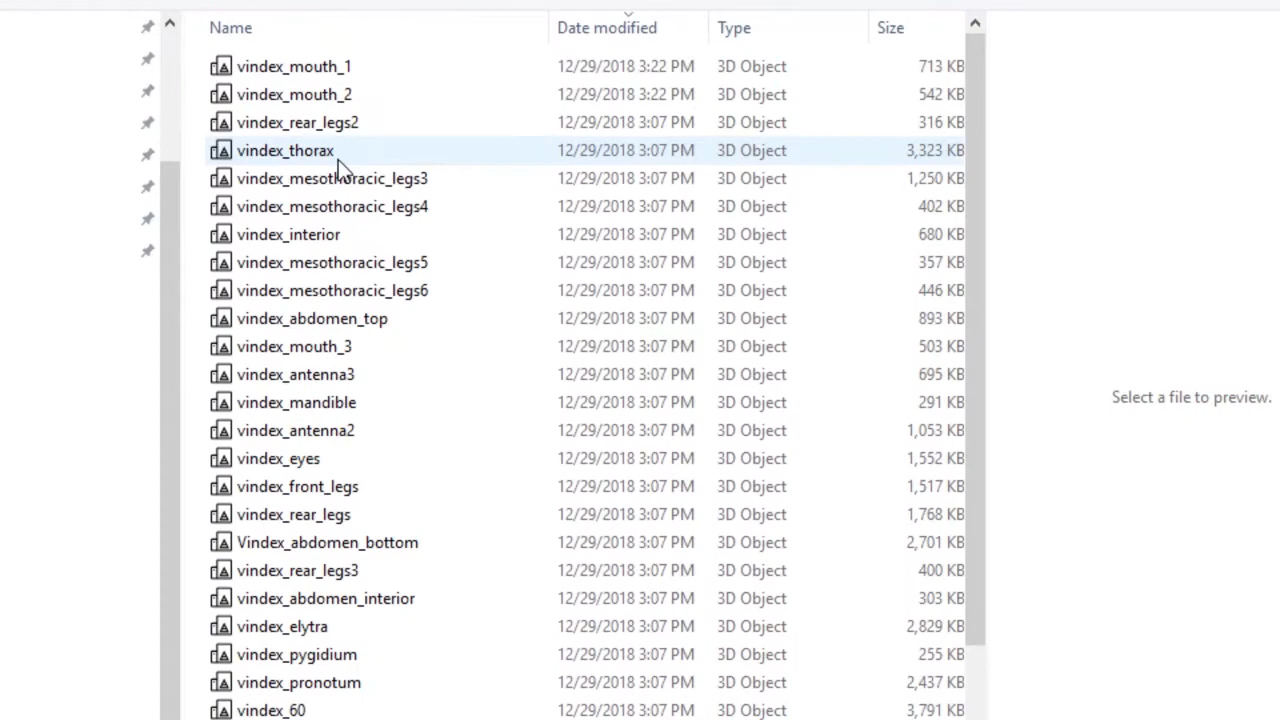 Name Date modified Type Size
vindex_mouth_1 12/29/2018 3:22 PM 3D Object 713 KB
vindex_mouth_2 12/29/2018 3:22 PM 3D Object 542 KB
vindex_rear_legs2 12/29/2018 3:07 PM 3D Object 316 KB
vindex_thorax 12/29/2018 3:07 PM 3D Object 3,323 KB
vindex_mesothoracic_legs3 12/29/2018 3:07 PM 3D Object 1,250 KB
vindex_mesothoracic_legs4 12/29/2018 3:07 PM 3D Object 402 KB
vindex_interior 12/29/2018 3:07 PM 3D Object 680 KB
vindex_mesothoracic_legs5 12/29/2018 3:07 PM 3D Object 357 KB
vindex_mesothoracic_legs6 12/29/2018 3:07 PM 3D Object 446 KB
vindex_abdomen_top 12/29/2018 3:07 PM 3D Object 893 KB
vindex_mouth_3 12/29/2018 3:07 PM 3D Object 503 KB
vindex_antenna3 12/29/2018 3:07 PM 3D Object 695 KB
vindex_mandible 12/29/2018 3:07 PM 3D Object 291 KB
Select a file to preview.
vindex_antenna2 12/29/2018 3:07 PM 3D Object 1,053 KB
vindex_eyes 12/29/2018 3:07 PM 3D Object 1,552 KB
vindex_front_legs 12/29/2018 3:07 PM 3D Object 1,517 KB
vindex_rear_legs 12/29/2018 3:07 PM 3D Object 1,768 KB
Vindex_abdomen_bottom 12/29/2018 3:07 PM 3D Object 2,701 KB
vindex_rear_legs3 12/29/2018 3:07 PM 3D Object 400 KB
vindex_abdomen_interior 12/29/2018 3:07 PM 3D Object 303 KB
vindex_elytra 12/29/2018 3:07 PM 3D Object 2,829 KB
vindex_pygidium 12/29/2018 3:07 PM 3D Object 255 KB
vindex_pronotum 12/29/2018 3:07 PM 3D Object 2,437 KB
vindex_60 12/29/2018 3:07 PM 3D Object 3,791 KB